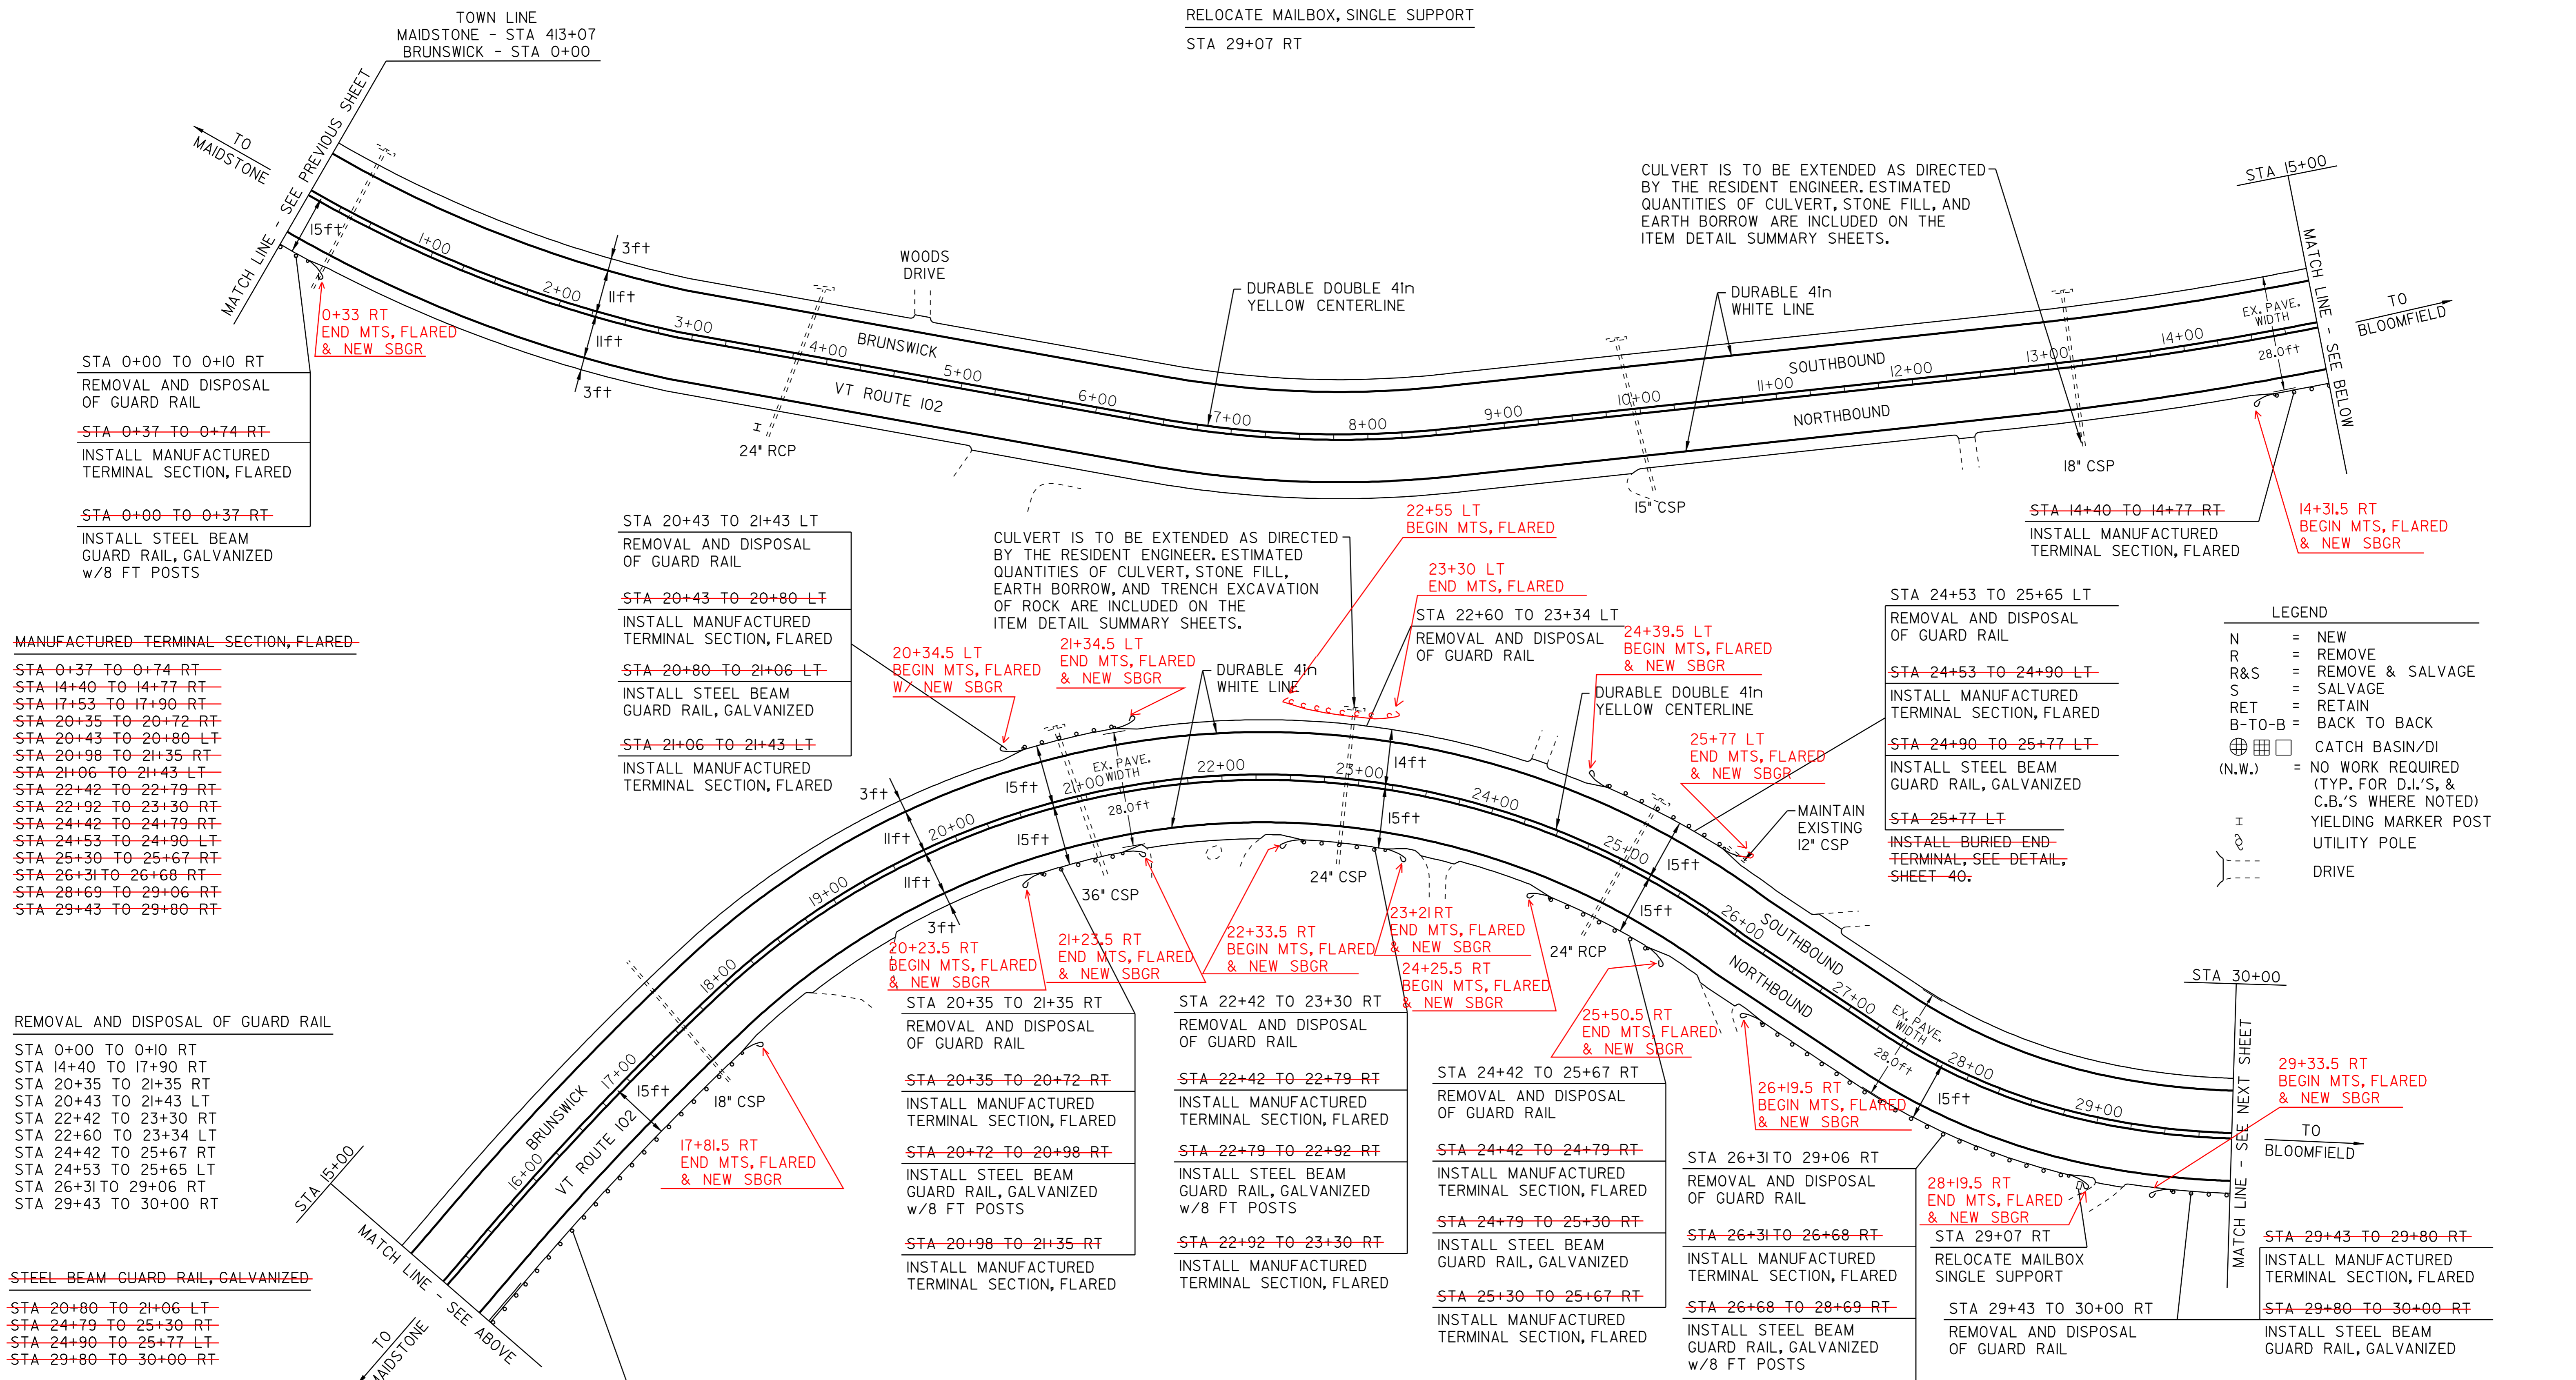 TOWN LINE
MAIDSTONE - STA 413+07
BRUNSWICK - STA 0+00
RELOCATE MAILBOX, SINGLE SUPPORT
STA 29+07 RT
TO
MAIDSTONE
MATCH LINE - SEE PREVIOUS SHEET
15ft
1+00
2+00
3+00
4+00
5+00
6+00
7+00
8+00
9+00
10+00
11+00
12+00
13+00
14+00
3ft
11ft
11ft
3ft
WOODS
DRIVE
BRUNSWICK
VT ROUTE 102
24" RCP
DURABLE DOUBLE 4in
YELLOW CENTERLINE
DURABLE 4in
WHITE LINE
CULVERT IS TO BE EXTENDED AS DIRECTED
BY THE RESIDENT ENGINEER. ESTIMATED
QUANTITIES OF CULVERT, STONE FILL, AND
EARTH BORROW ARE INCLUDED ON THE
ITEM DETAIL SUMMARY SHEETS.
SOUTHBOUND
NORTHBOUND
15" CSP
18" CSP
EX. PAVE.
WIDTH
28.0ft
STA 15+00
MATCH LINE - SEE BELOW
TO
BLOOMFIELD
0+33 RT
END MTS, FLARED
& NEW SBGR
STA 0+00 TO 0+10 RT
REMOVAL AND DISPOSAL
OF GUARD RAIL
STA 0+37 TO 0+74 RT
INSTALL MANUFACTURED
TERMINAL SECTION, FLARED
STA 0+00 TO 0+37 RT
INSTALL STEEL BEAM
GUARD RAIL, GALVANIZED
w/8 FT POSTS
STA 14+40 TO 14+77 RT
INSTALL MANUFACTURED
TERMINAL SECTION, FLARED
14+31.5 RT
BEGIN MTS, FLARED
& NEW SBGR
MANUFACTURED TERMINAL SECTION, FLARED
STA 0+37 TO 0+74 RT
STA 14+40 TO 14+77 RT
STA 17+53 TO 17+90 RT
STA 20+35 TO 20+72 RT
STA 20+43 TO 20+80 LT
STA 20+98 TO 21+35 RT
STA 21+06 TO 21+43 LT
STA 22+42 TO 22+79 RT
STA 22+92 TO 23+30 RT
STA 24+42 TO 24+79 RT
STA 24+53 TO 24+90 LT
STA 25+30 TO 25+67 RT
STA 26+31 TO 26+68 RT
STA 28+69 TO 29+06 RT
STA 29+43 TO 29+80 RT
REMOVAL AND DISPOSAL OF GUARD RAIL
STA 0+00 TO 0+10 RT
STA 14+40 TO 17+90 RT
STA 20+35 TO 21+35 RT
STA 20+43 TO 21+43 LT
STA 22+42 TO 23+30 RT
STA 22+60 TO 23+34 LT
STA 24+42 TO 25+67 RT
STA 24+53 TO 25+65 LT
STA 26+31 TO 29+06 RT
STA 29+43 TO 30+00 RT
STEEL BEAM GUARD RAIL, GALVANIZED
STA 20+80 TO 21+06 LT
STA 24+79 TO 25+30 RT
STA 24+90 TO 25+77 LT
STA 29+80 TO 30+00 RT
STA 20+43 TO 21+43 LT
REMOVAL AND DISPOSAL
OF GUARD RAIL
STA 20+43 TO 20+80 LT
INSTALL MANUFACTURED
TERMINAL SECTION, FLARED
STA 20+80 TO 21+06 LT
INSTALL STEEL BEAM
GUARD RAIL, GALVANIZED
STA 21+06 TO 21+43 LT
INSTALL MANUFACTURED
TERMINAL SECTION, FLARED
CULVERT IS TO BE EXTENDED AS DIRECTED
BY THE RESIDENT ENGINEER. ESTIMATED
QUANTITIES OF CULVERT, STONE FILL,
EARTH BORROW, AND TRENCH EXCAVATION
OF ROCK ARE INCLUDED ON THE
ITEM DETAIL SUMMARY SHEETS.
20+34.5 LT
BEGIN MTS, FLARED
W/ NEW SBGR
21+34.5 LT
END MTS, FLARED
& NEW SBGR
DURABLE 4in
WHITE LINE
22+55 LT
BEGIN MTS, FLARED
23+30 LT
END MTS, FLARED
STA 22+60 TO 23+34 LT
REMOVAL AND DISPOSAL
OF GUARD RAIL
24+39.5 LT
BEGIN MTS, FLARED
& NEW SBGR
DURABLE DOUBLE 4in
YELLOW CENTERLINE
25+77 LT
END MTS, FLARED
& NEW SBGR
MAINTAIN
EXISTING
12" CSP
STA 24+53 TO 25+65 LT
REMOVAL AND DISPOSAL
OF GUARD RAIL
STA 24+53 TO 24+90 LT
INSTALL MANUFACTURED
TERMINAL SECTION, FLARED
STA 24+90 TO 25+77 LT
INSTALL STEEL BEAM
GUARD RAIL, GALVANIZED
STA 25+77 LT
INSTALL BURIED END
TERMINAL, SEE DETAIL,
SHEET 40.
LEGEND
N = NEW
R = REMOVE
R&S = REMOVE & SALVAGE
S = SALVAGE
RET = RETAIN
B-TO-B = BACK TO BACK
CATCH BASIN/DI
(N.W.) = NO WORK REQUIRED
(TYP. FOR D.I.'S, &
C.B.'S WHERE NOTED)
YIELDING MARKER POST
UTILITY POLE
DRIVE
STA 15+00
MATCH LINE - SEE ABOVE
TO
MAIDSTONE
BRUNSWICK
VT ROUTE 102
16+00
17+00
18+00
19+00
20+00
21+00
22+00
23+00
24+00
25+00
26+00
27+00
28+00
29+00
15ft
18" CSP
17+81.5 RT
END MTS, FLARED
& NEW SBGR
3ft
11ft
11ft
3ft
15ft
15ft
EX. PAVE.
WIDTH
28.0ft
36" CSP
14ft
15ft
24" CSP
15ft
15ft
24" RCP
SOUTHBOUND
NORTHBOUND
EX. PAVE.
WIDTH
28.0ft
15ft
20+23.5 RT
BEGIN MTS, FLARED
& NEW SBGR
21+23.5 RT
END MTS, FLARED
& NEW SBGR
22+33.5 RT
BEGIN MTS, FLARED
& NEW SBGR
23+21 RT
END MTS, FLARED
& NEW SBGR
24+25.5 RT
BEGIN MTS, FLARED
& NEW SBGR
25+50.5 RT
END MTS, FLARED
& NEW SBGR
26+19.5 RT
BEGIN MTS, FLARED
& NEW SBGR
28+19.5 RT
END MTS, FLARED
& NEW SBGR
29+33.5 RT
BEGIN MTS, FLARED
& NEW SBGR
STA 20+35 TO 21+35 RT
REMOVAL AND DISPOSAL
OF GUARD RAIL
STA 20+35 TO 20+72 RT
INSTALL MANUFACTURED
TERMINAL SECTION, FLARED
STA 20+72 TO 20+98 RT
INSTALL STEEL BEAM
GUARD RAIL, GALVANIZED
w/8 FT POSTS
STA 20+98 TO 21+35 RT
INSTALL MANUFACTURED
TERMINAL SECTION, FLARED
STA 22+42 TO 23+30 RT
REMOVAL AND DISPOSAL
OF GUARD RAIL
STA 22+42 TO 22+79 RT
INSTALL MANUFACTURED
TERMINAL SECTION, FLARED
STA 22+79 TO 22+92 RT
INSTALL STEEL BEAM
GUARD RAIL, GALVANIZED
w/8 FT POSTS
STA 22+92 TO 23+30 RT
INSTALL MANUFACTURED
TERMINAL SECTION, FLARED
STA 24+42 TO 25+67 RT
REMOVAL AND DISPOSAL
OF GUARD RAIL
STA 24+42 TO 24+79 RT
INSTALL MANUFACTURED
TERMINAL SECTION, FLARED
STA 24+79 TO 25+30 RT
INSTALL STEEL BEAM
GUARD RAIL, GALVANIZED
STA 25+30 TO 25+67 RT
INSTALL MANUFACTURED
TERMINAL SECTION, FLARED
STA 26+31 TO 29+06 RT
REMOVAL AND DISPOSAL
OF GUARD RAIL
STA 26+31 TO 26+68 RT
INSTALL MANUFACTURED
TERMINAL SECTION, FLARED
STA 26+68 TO 28+69 RT
INSTALL STEEL BEAM
GUARD RAIL, GALVANIZED
w/8 FT POSTS
STA 29+07 RT
RELOCATE MAILBOX
SINGLE SUPPORT
STA 29+43 TO 30+00 RT
REMOVAL AND DISPOSAL
OF GUARD RAIL
STA 29+43 TO 29+80 RT
INSTALL MANUFACTURED
TERMINAL SECTION, FLARED
STA 29+80 TO 30+00 RT
INSTALL STEEL BEAM
GUARD RAIL, GALVANIZED
STA 30+00
MATCH LINE - SEE NEXT SHEET
TO
BLOOMFIELD